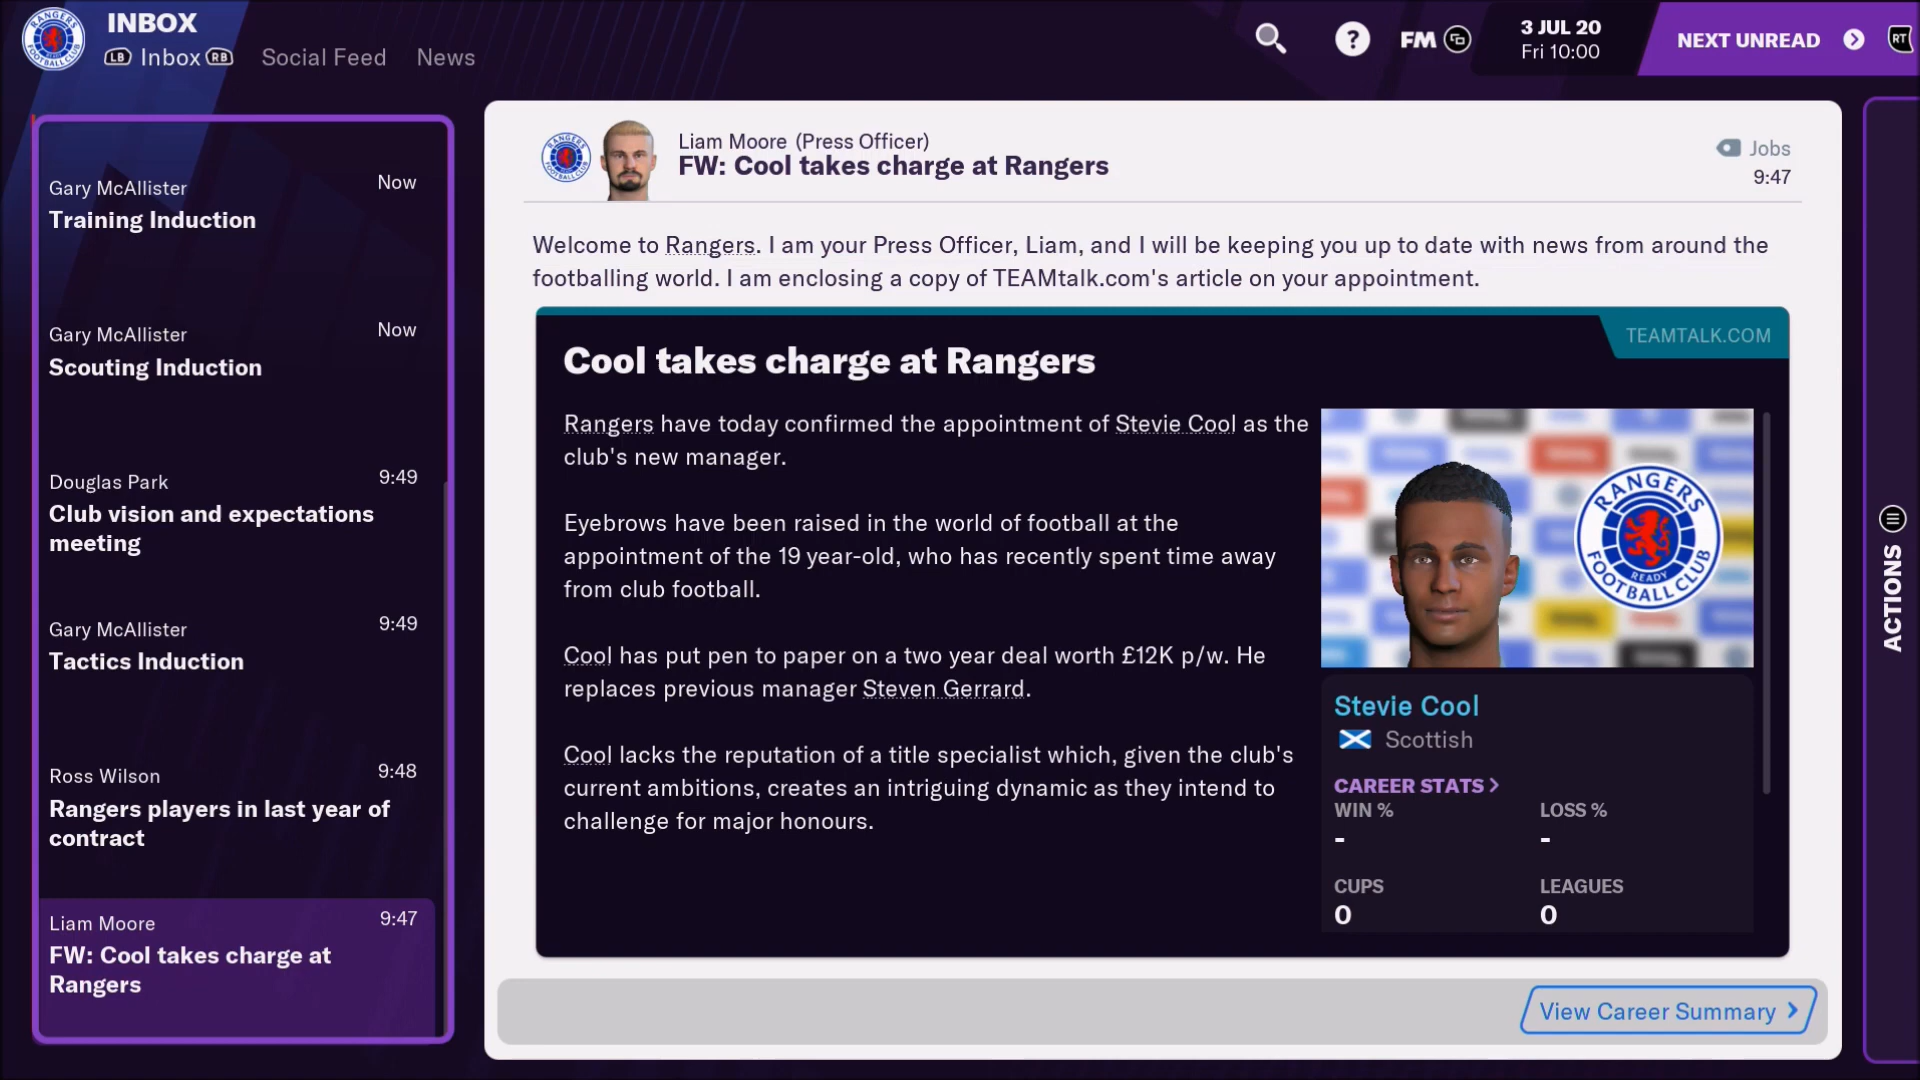 INBOX
LB Inbox RB Social Feed News
FM
3 JUL 20
Fri 10:00
NEXT UNREAD RT
Gary McAllister Now
Training Induction
Gary McAllister Now
Scouting Induction
Douglas Park 9:49
Club vision and expectations
meeting
Gary McAllister 9:49
Tactics Induction
Ross Wilson 9:48
Rangers players in last year of
contract
Liam Moore 9:47
FW: Cool takes charge at
Rangers
Liam Moore (Press Officer)
FW: Cool takes charge at Rangers
Jobs
9:47
Welcome to Rangers. I am your Press Officer, Liam, and I will be keeping you up to date with news from around the
footballing world. I am enclosing a copy of TEAMtalk.com's article on your appointment.
TEAMTALK.COM
Cool takes charge at Rangers
Rangers have today confirmed the appointment of Stevie Cool as the
club's new manager.
Eyebrows have been raised in the world of football at the
appointment of the 19 year-old, who has recently spent time away
from club football.
Cool has put pen to paper on a two year deal worth £12K p/w. He
replaces previous manager Steven Gerrard.
Cool lacks the reputation of a title specialist which, given the club's
current ambitions, creates an intriguing dynamic as they intend to
challenge for major honours.
RANGERS
READY
FOOTBALL CLUB
Stevie Cool
Scottish
CAREER STATS
WIN % LOSS %
- -
CUPS LEAGUES
0 0
View Career Summary
ACTIONS